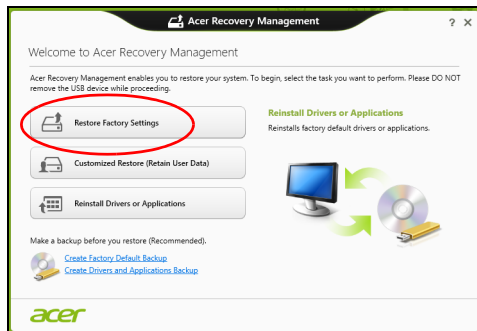 Acer Recovery Management
? X
Welcome to Acer Recovery Management
Acer Recovery Management enables you to restore your system. To begin, select the task you want to perform. Please DO NOT
remove the USB device while proceeding.
Restore Factory Settings
Customized Restore (Retain User Data)
Reinstall Drivers or Applications
Reinstall Drivers or Applications
Reinstalls factory default drivers or applications.
Make a backup before you restore (Recommended).
Create Factory Default Backup
Create Drivers and Applications Backup
acer